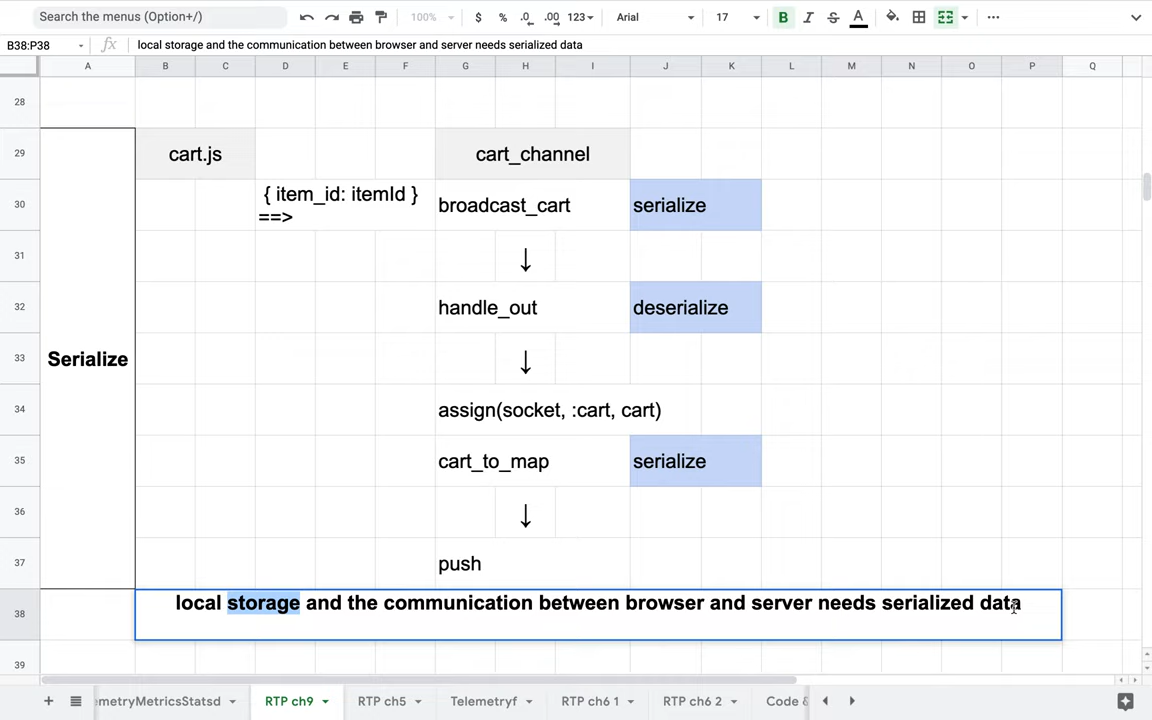 Search the menus (Option+/)
100%
$ % .0 .00 123
Arial
17
B I S A
B38:P38
fx
local storage and the communication between browser and server needs serialized data
A B C D E F G H I J K L M N O P Q
28
29 cart.js cart_channel
30 { item_id: itemId } ==> broadcast_cart serialize
31 ↓
32 handle_out deserialize
33 Serialize ↓
34 assign(socket, :cart, cart)
35 cart_to_map serialize
36 ↓
37 push
38 local storage and the communication between browser and server needs serialized data
39
emetryMetricsStatsd RTP ch9 RTP ch5 Telemetryf RTP ch6 1 RTP ch6 2 Code